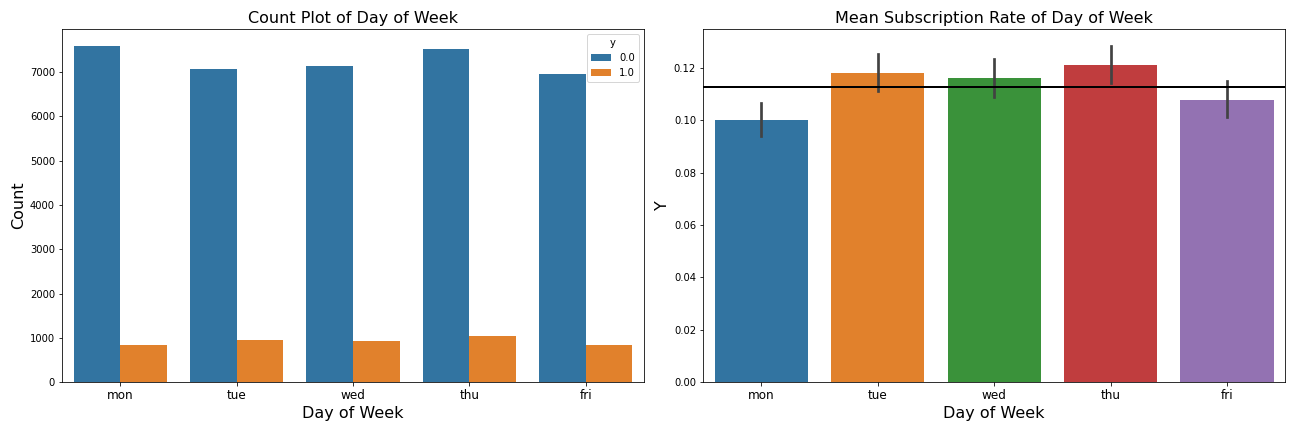 Count Plot of Day of Week
Count
7000
6000
5000
4000
3000
2000
1000
0
y
0.0
1.0
mon tue wed thu fri
Day of Week
Mean Subscription Rate of Day of Week
Y
0.12
0.10
0.08
0.06
0.04
0.02
0.00
mon tue wed thu fri
Day of Week